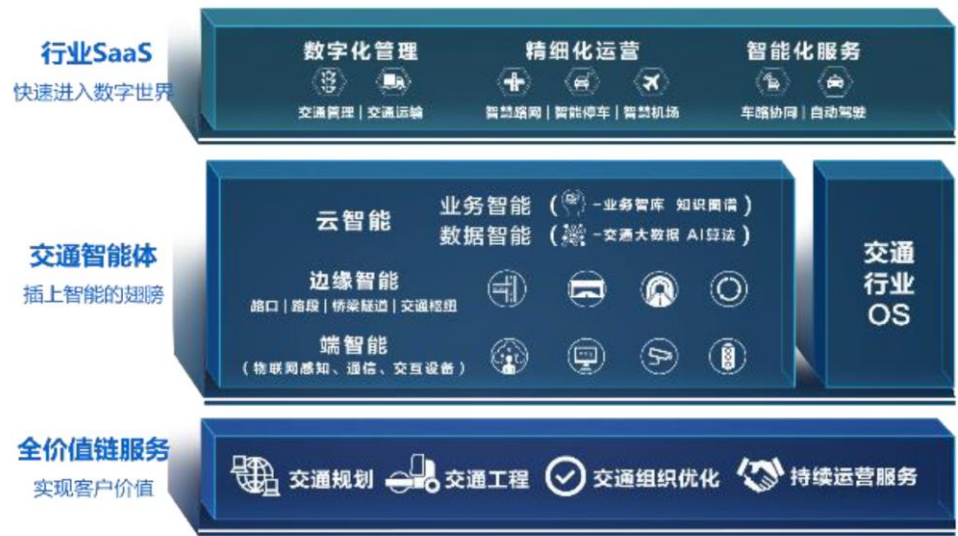 行业SaaS
快速进入数字世界
数字化管理
交通管理 | 交通运输
精细化运营
智慧路网 | 智能停车 | 智慧机场
智能化服务
车路协同 | 自动驾驶
交通智能体
插上智能的翅膀
云智能
业务智能 ( -业务智库 知识图谱 )
数据智能 ( -交通大数据 AI算法 )
边缘智能
路口 | 路段 | 桥梁隧道 | 交通枢纽
端智能
( 物联网感知、通信、交互设备 )
交通
行业
OS
全价值链服务
实现客户价值
交通规划
交通工程
交通组织优化
持续运营服务